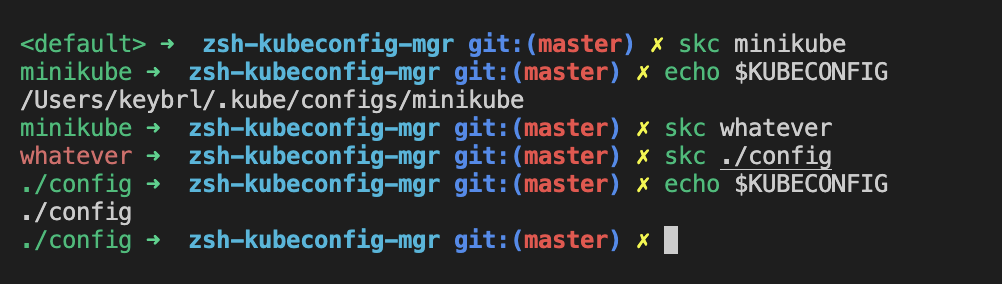 <default> ➜  zsh-kubeconfig-mgr git:(master) ✗ skc minikube
minikube ➜  zsh-kubeconfig-mgr git:(master) ✗ echo $KUBECONFIG
/Users/keybrl/.kube/configs/minikube
minikube ➜  zsh-kubeconfig-mgr git:(master) ✗ skc whatever
whatever ➜  zsh-kubeconfig-mgr git:(master) ✗ skc ./config
./config ➜  zsh-kubeconfig-mgr git:(master) ✗ echo $KUBECONFIG
./config
./config ➜  zsh-kubeconfig-mgr git:(master) ✗